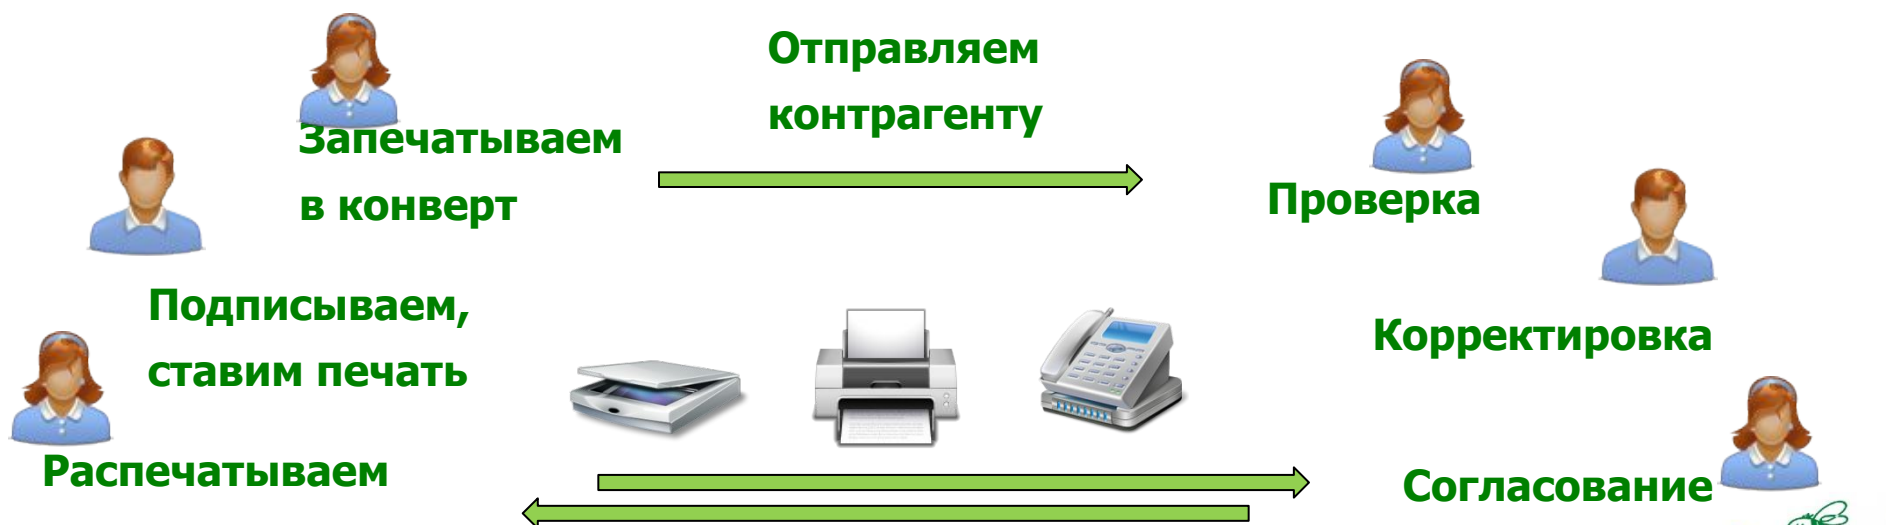 Отправляем
контрагенту
Запечатываем
в конверт
Проверка
Подписываем,
ставим печать
Корректировка
Распечатываем
Согласование